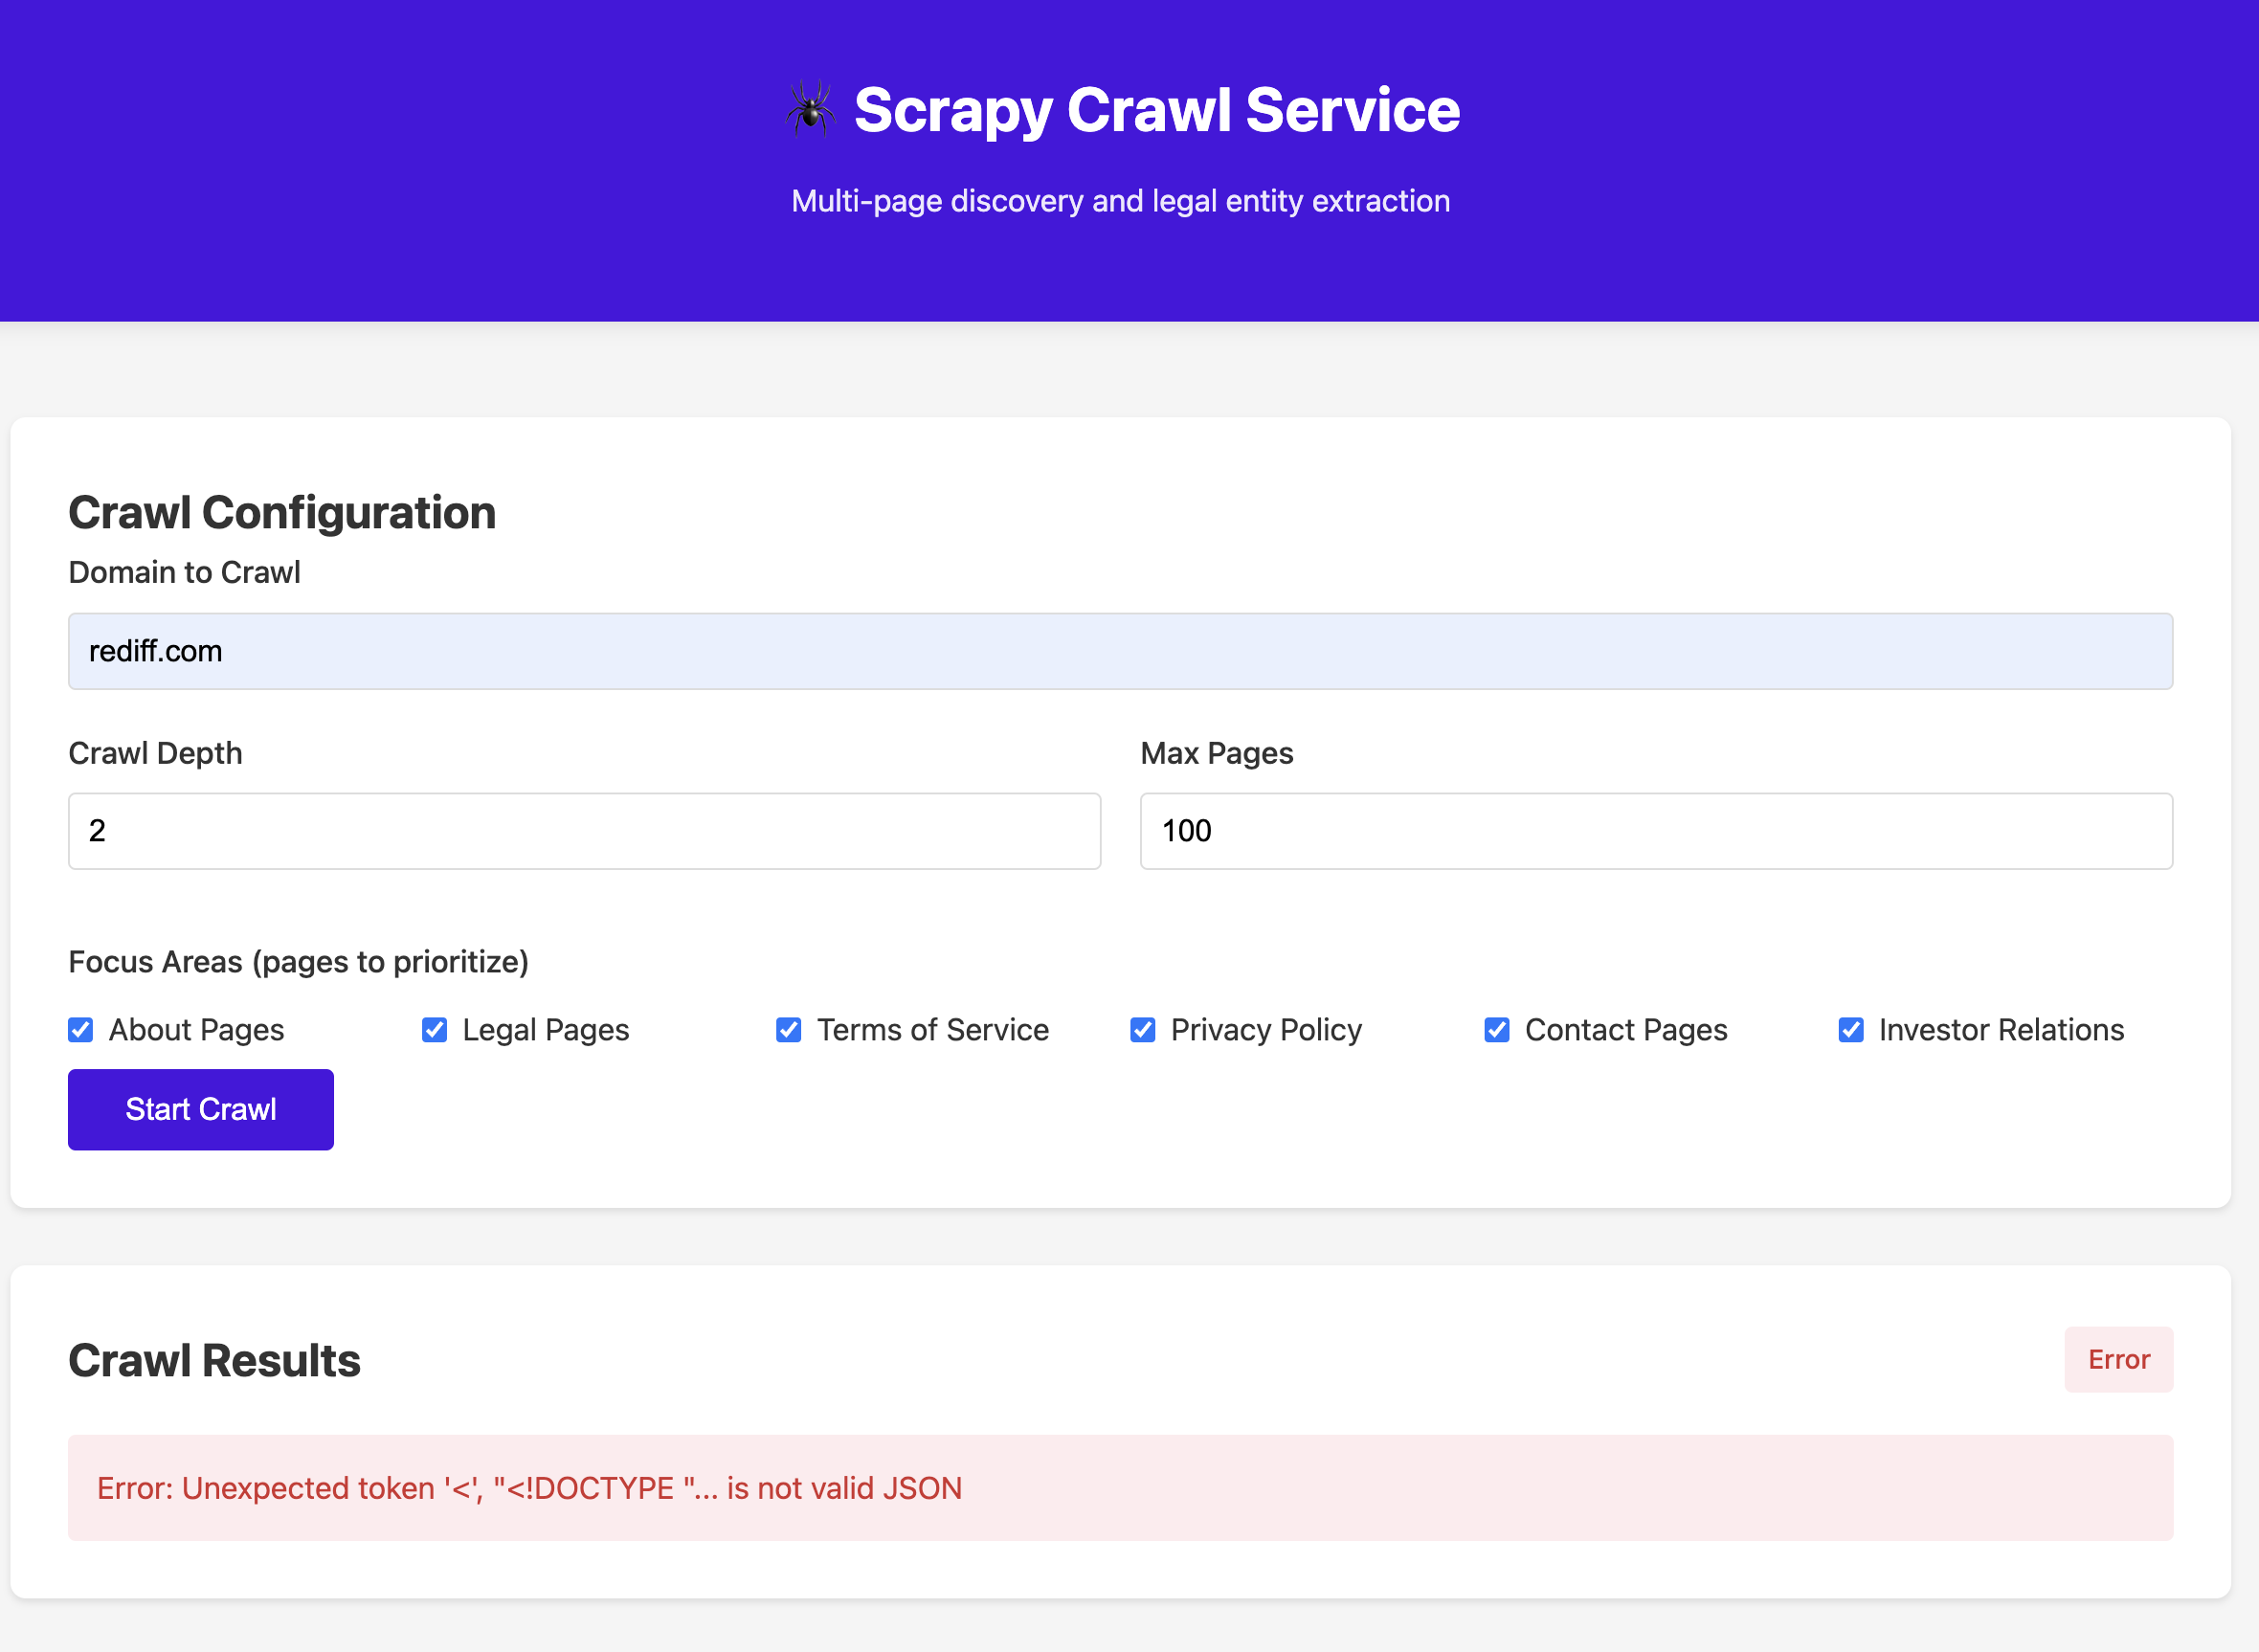 Scrapy Crawl Service
Multi-page discovery and legal entity extraction
Crawl Configuration
Domain to Crawl
rediff.com
Crawl Depth
Max Pages
2
100
Focus Areas (pages to prioritize)
About Pages
Legal Pages
Terms of Service
Privacy Policy
Contact Pages
Investor Relations
Start Crawl
Crawl Results
Error
Error: Unexpected token '<', "<!DOCTYPE "... is not valid JSON